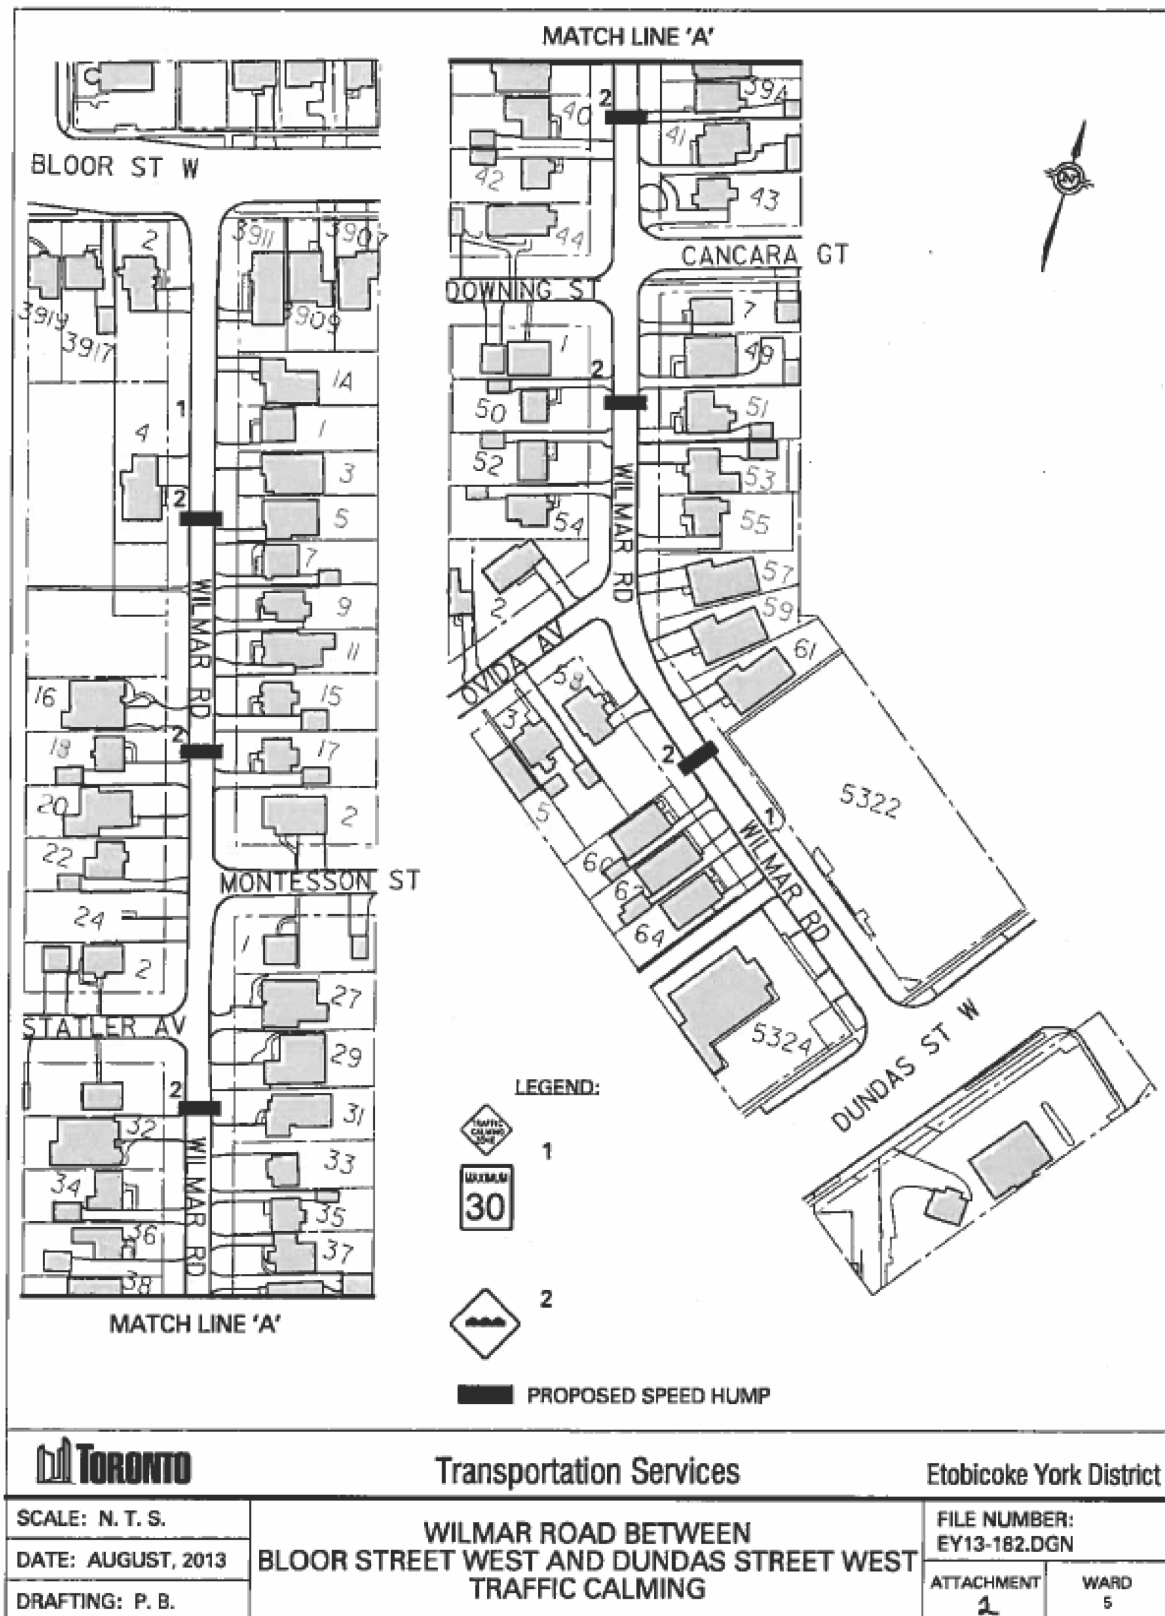 MATCH LINE 'A'
BLOOR ST W
2
3911
3907
3919
3917
3909
1A
1
1
4
3
2
5
7
WILMAR RD
9
11
16
15
2
18
17
20
2
22
MONTESSON ST
24
1
2
27
STATLER AV
29
2
31
32
WILMAR RD
33
34
35
36
37
38
MATCH LINE 'A'
39A
2
40
41
42
43
44
CANCARA GT
DOWNING ST
7
1
49
2
50
51
52
53
WILMAR RD
54
55
57
2
59
OVIDA AV
61
58
3
2
5322
5
1
60
WILMAR RD
62
64
5324
DUNDAS ST W
LEGEND:
TRAFFIC
CALMING
ZONE
1
MAXIMUM
30
2
PROPOSED SPEED HUMP
TORONTO
Transportation Services
Etobicoke York District
SCALE: N. T. S.
DATE: AUGUST, 2013
DRAFTING: P. B.
WILMAR ROAD BETWEEN
BLOOR STREET WEST AND DUNDAS STREET WEST
TRAFFIC CALMING
FILE NUMBER:
EY13-182.DGN
ATTACHMENT
1
WARD
5